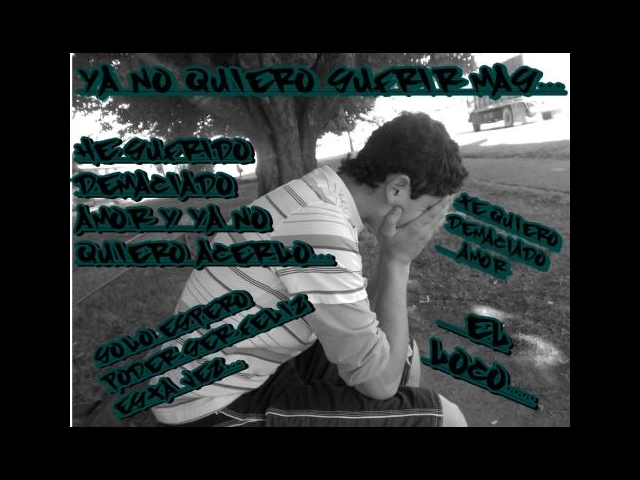 YA NO QUIERO SUFRIR MAS...
HE SUFRIDO
DEMACIADO
AMOR Y YA NO
QUIERO ACERLO...
TE QUIERO
DEMACIADO
AMOR
SOLO ESPERO
PODER SER FELIZ
ESTA VEZ...
EL
LOCO....